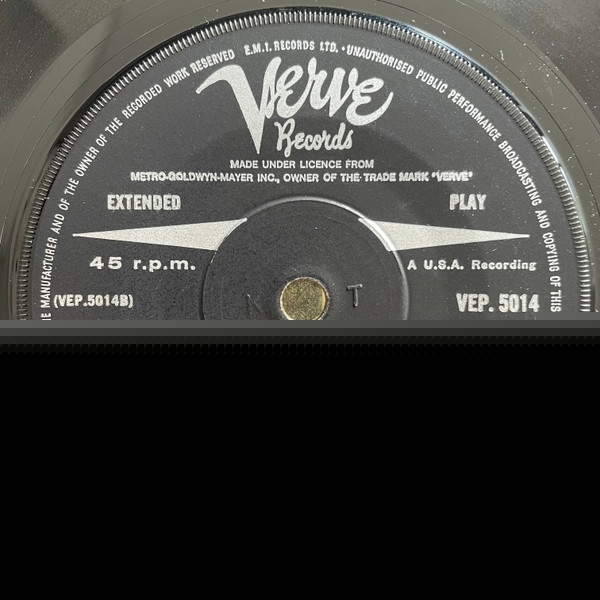 E MANUFACTURER AND OF THE OWNER OF THE RECORDED WORK RESERVED E.M.I. RECORDS LTD. • UNAUTHORISED PUBLIC PERFORMANCE BROADCASTING AND COPYING OF THIS
Verve
Records
MADE UNDER LICENCE FROM
METRO-GOLDWYN-MAYER INC., OWNER OF THE TRADE MARK "VERVE"
EXTENDED PLAY
45 r.p.m. A U.S.A. Recording
(VEP.5014B) VEP. 5014
T